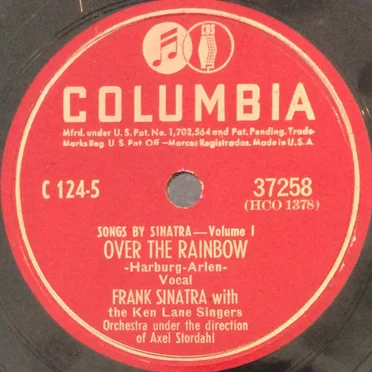 CBS
COLUMBIA
Mfrd. under U.S. Pat. No. 1,702,564 and Pat. Pending. Trade-
Marks Reg. U.S. Pat. Off.—Marcas Registradas. Made in U.S.A.
C 124-5 37258
(HCO 1378)
SONGS BY SINATRA—Volume I
OVER THE RAINBOW
-Harburg-Arlen-
Vocal
FRANK SINATRA with
the Ken Lane Singers
Orchestra under the direction
of Axel Stordahl